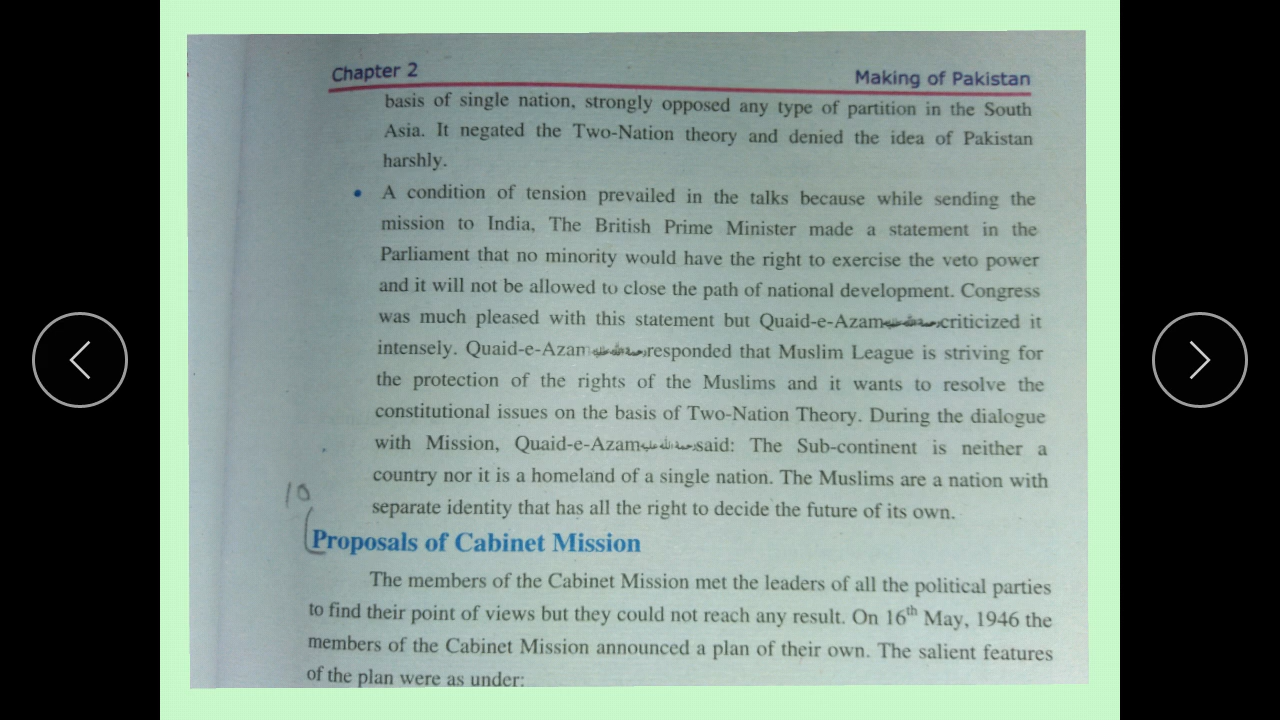 Chapter 2
Making of Pakistan
basis of single nation, strongly opposed any type of partition in the South
Asia. It negated the Two-Nation theory and denied the idea of Pakistan
harshly.
• A condition of tension prevailed in the talks because while sending the
mission to India, The British Prime Minister made a statement in the
Parliament that no minority would have the right to exercise the veto power
and it will not be allowed to close the path of national development. Congress
was much pleased with this statement but Quaid-e-Azam رحمة الله عليه criticized it
intensely. Quaid-e-Azam رحمة الله عليه responded that Muslim League is striving for
the protection of the rights of the Muslims and it wants to resolve the
constitutional issues on the basis of Two-Nation Theory. During the dialogue
with Mission, Quaid-e-Azam رحمة الله عليه said: The Sub-continent is neither a
country nor it is a homeland of a single nation. The Muslims are a nation with
separate identity that has all the right to decide the future of its own.
10
Proposals of Cabinet Mission
The members of the Cabinet Mission met the leaders of all the political parties
to find their point of views but they could not reach any result. On 16th May, 1946 the
members of the Cabinet Mission announced a plan of their own. The salient features
of the plan were as under: